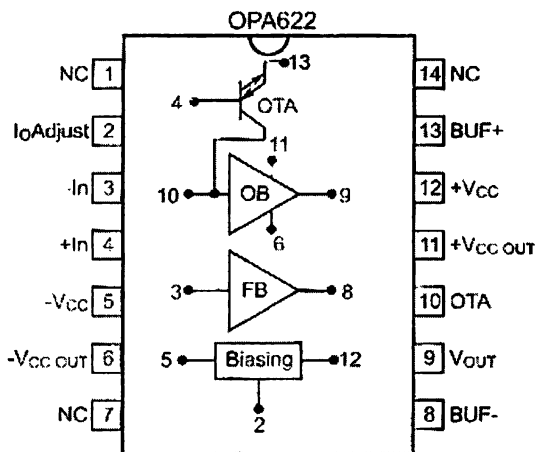 OPA622
NC 1
IOAdjust 2
-In 3
+In 4
-VCC 5
-VCC OUT 6
NC 7
14 NC
13 BUF+
12 +VCC
11 +VCC OUT
10 OTA
9 VOUT
8 BUF-
13
4
OTA
11
10 OB 9
6
3 FB 8
5 Biasing 12
2